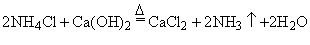 2NH₄Cl+Ca(OH)₂ =Δ= CaCl₂+2NH₃↑+2H₂O